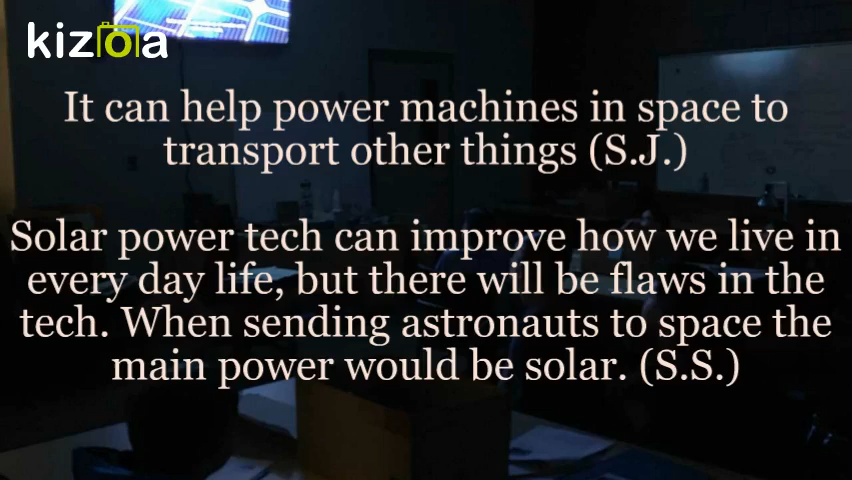 kizoa
It can help power machines in space to
transport other things (S.J.)
Solar power tech can improve how we live in
every day life, but there will be flaws in the
tech. When sending astronauts to space the
main power would be solar. (S.S.)